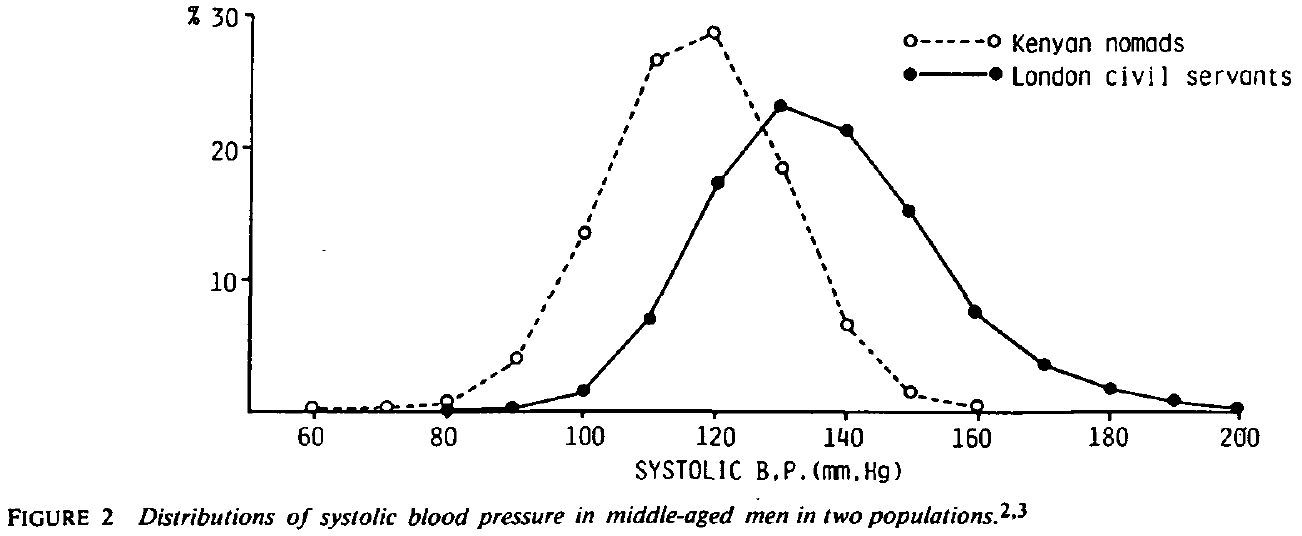 % 30
Kenyan nomads
London civil servants
20
10
60 80 100 120 140 160 180 200
SYSTOLIC B.P.(mm.Hg)
FIGURE 2 Distributions of systolic blood pressure in middle-aged men in two populations.2,3